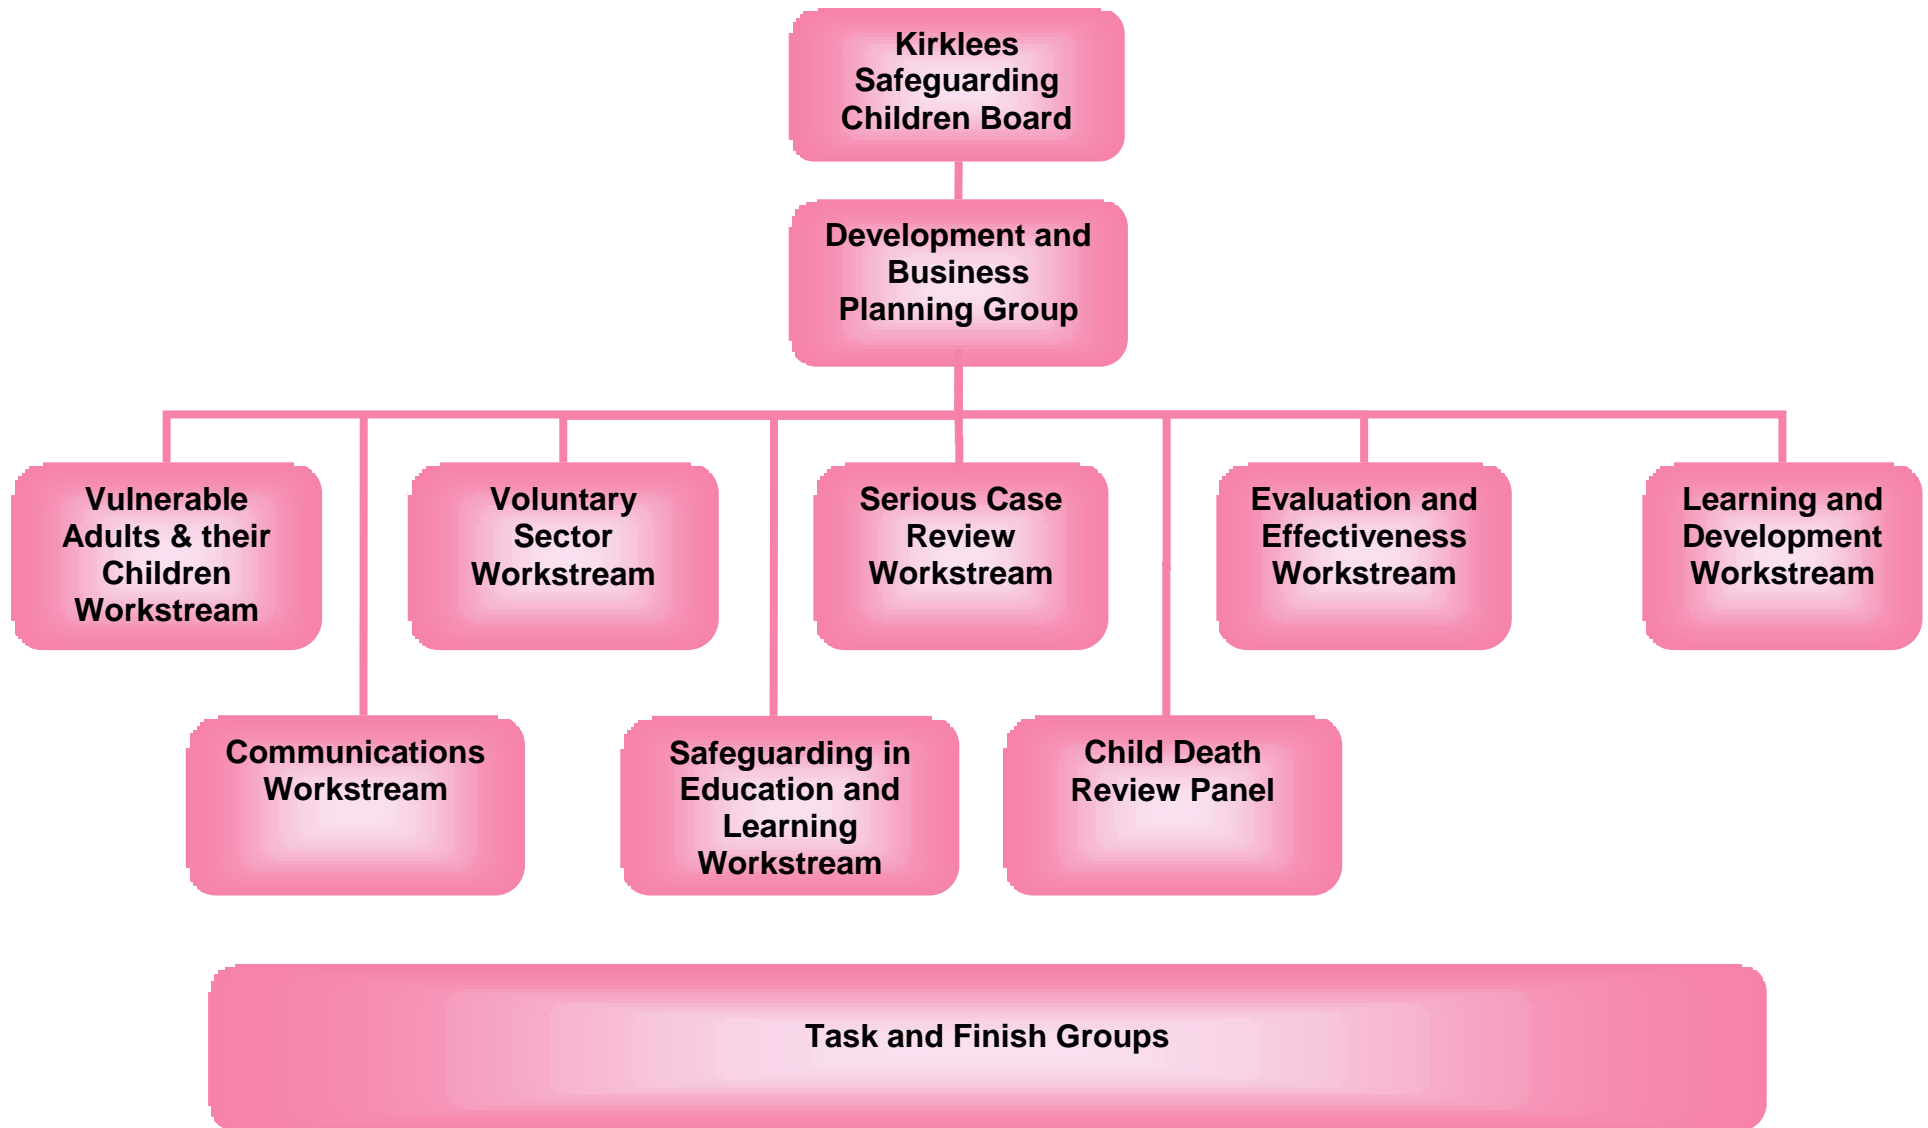 Kirklees
Safeguarding
Children Board
Development and
Business
Planning Group
Vulnerable
Adults & their
Children
Workstream
Voluntary
Sector
Workstream
Serious Case
Review
Workstream
Evaluation and
Effectiveness
Workstream
Learning and
Development
Workstream
Communications
Workstream
Safeguarding in
Education and
Learning
Workstream
Child Death
Review Panel
Task and Finish Groups